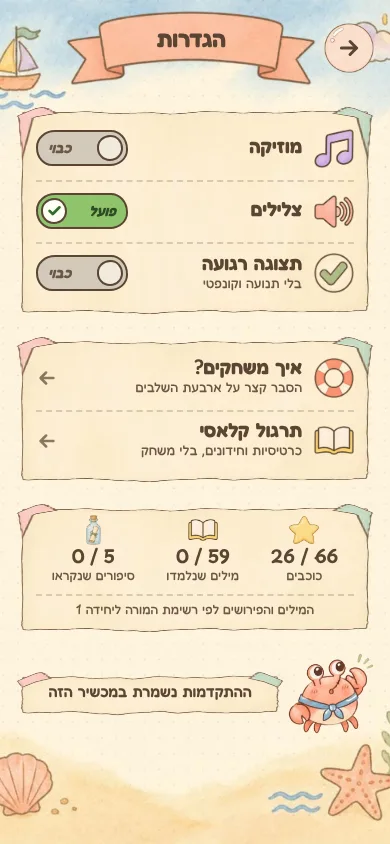 הגדרות
מוזיקה
כבוי
צלילים
פועל
תצוגה רגועה
בלי תנועה וקונפטי
כבוי
איך משחקים?
הסבר קצר על ארבעת השלבים
תרגול קלאסי
כרטיסיות וחידונים, בלי משחק
26 / 66
כוכבים
0 / 59
מילים שנלמדו
0 / 5
סיפורים שנקראו
המילים והפירושים לפי רשימת המורה ליחידה 1
ההתקדמות נשמרת במכשיר הזה